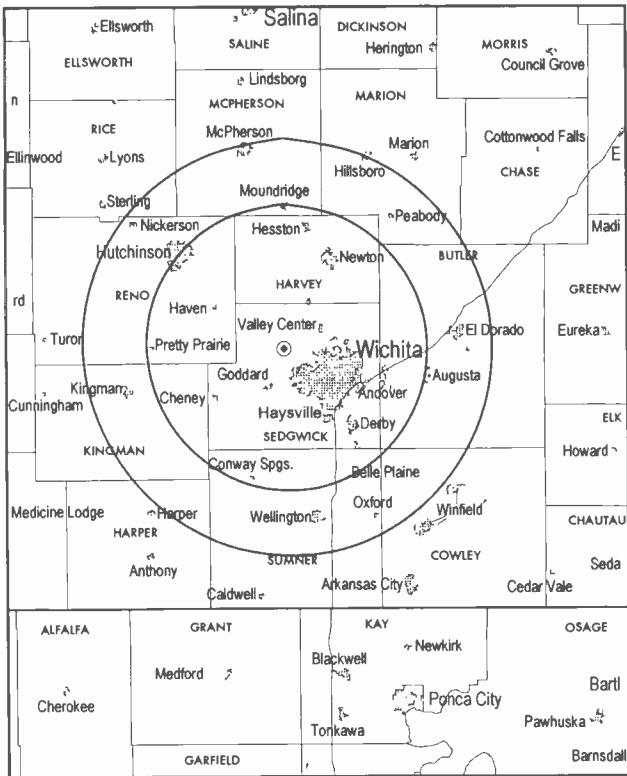 Salina
Ellsworth
DICKINSON
SALINE
Herington
MORRIS
Council Grove
ELLSWORTH
Lindsborg
n
MCPHERSON
MARION
RICE
McPherson
Cottonwood Falls
Marion
E
Ellinwood
Lyons
Hillsboro
CHASE
Sterling
Moundridge
Peabody
Nickerson
Hesston
Madi
Hutchinson
Newton
BUTLER
HARVEY
GREENW
RENO
rd
Haven
Valley Center
El Dorado
Eureka
Turon
Pretty Prairie
Wichita
Goddard
Augusta
Kingman
Andover
Cunningham
Cheney
Haysville
ELK
Derby
SEDGWICK
KINGMAN
Howard
Conway Spgs.
Belle Plaine
Medicine Lodge
Harper
Wellington
Oxford
Winfield
CHAUTAU
HARPER
SUMNER
COWLEY
Seda
Anthony
Caldwell
Arkansas City
Cedar Vale
ALFALFA
GRANT
KAY
OSAGE
Newkirk
Blackwell
Medford
Bartl
Cherokee
Ponca City
Pawhuska
Tonkawa
GARFIELD
Barnsdall